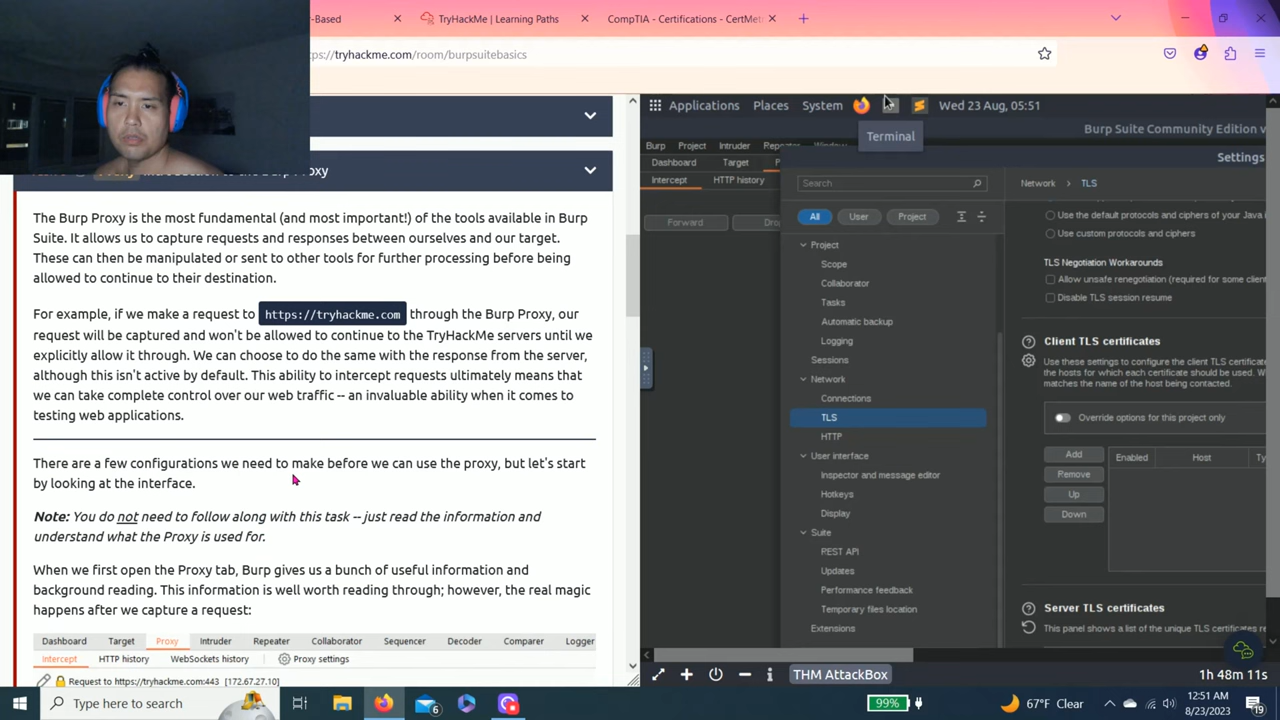 -Based
TryHackMe | Learning Paths
CompTIA - Certifications - CertMet
ps://tryhackme.com/room/burpsuitebasics
Applications Places System Wed 23 Aug, 05:51
Terminal
Burp Suite Community Edition v
Burp Project Intruder Repeater Window
Settings
Dashboard Target P
Intercept HTTP history
Forward Dro
Search
Network > TLS
All User Project
Project
Scope
Collaborator
Tasks
Automatic backup
Logging
Sessions
Network
Connections
TLS
HTTP
User interface
Inspector and message editor
Hotkeys
Display
Suite
REST API
Updates
Performance feedback
Temporary files location
Extensions
Use the default protocols and ciphers of your Java
Use custom protocols and ciphers
TLS Negotiation Workarounds
Allow unsafe renegotiation (required for some client
Disable TLS session resume
Client TLS certificates
Use these settings to configure the client TLS certificat
the hosts for which each certificate should be used. W
matches the name of the host being contacted.
Override options for this project only
Add
Remove
Up
Down
Enabled Host Ty
Server TLS certificates
This panel shows a list of the unique TLS certificates re
Introduction to the Burp Proxy
The Burp Proxy is the most fundamental (and most important!) of the tools available in Burp
Suite. It allows us to capture requests and responses between ourselves and our target.
These can then be manipulated or sent to other tools for further processing before being
allowed to continue to their destination.
For example, if we make a request to https://tryhackme.com through the Burp Proxy, our
request will be captured and won't be allowed to continue to the TryHackMe servers until we
explicitly allow it through. We can choose to do the same with the response from the server,
although this isn't active by default. This ability to intercept requests ultimately means that
we can take complete control over our web traffic -- an invaluable ability when it comes to
testing web applications.
There are a few configurations we need to make before we can use the proxy, but let's start
by looking at the interface.
Note: You do not need to follow along with this task -- just read the information and
understand what the Proxy is used for.
When we first open the Proxy tab, Burp gives us a bunch of useful information and
background reading. This information is well worth reading through; however, the real magic
happens after we capture a request:
Dashboard Target Proxy Intruder Repeater Collaborator Sequencer Decoder Comparer Logger
Intercept HTTP history WebSockets history Proxy settings
Request to https://tryhackme.com:443 [172.67.27.10]
THM AttackBox
1h 48m 11s
Type here to search
6
99%
67°F Clear
12:51 AM
8/23/2023
19